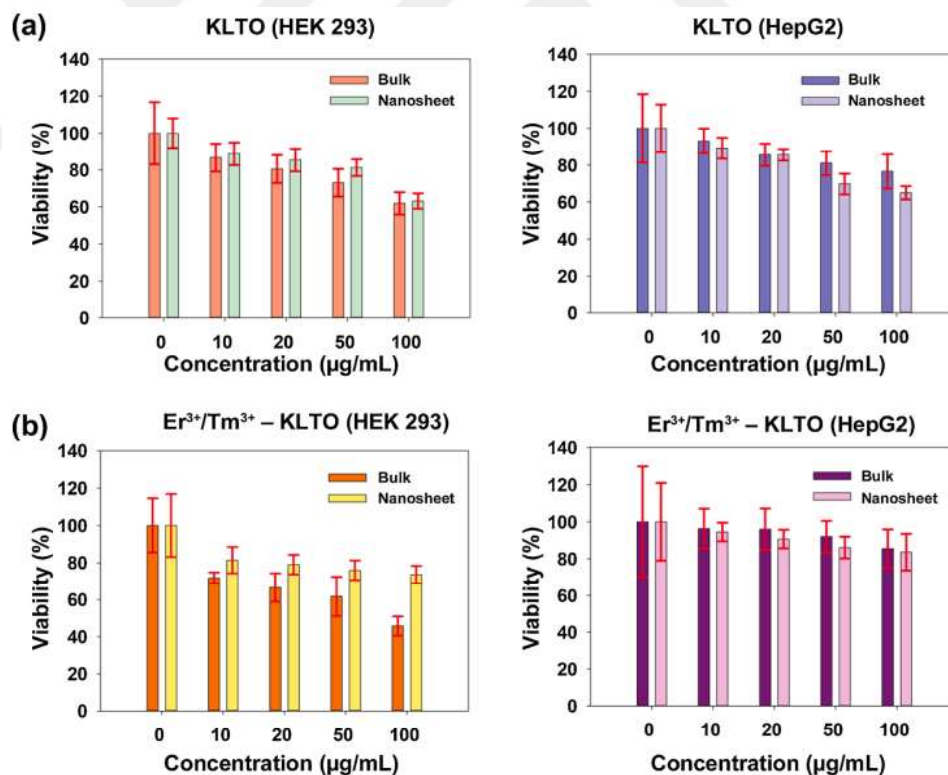 (a)
KLTO (HEK 293)
140
120
100
80
60
40
20
0
Viability (%)
Bulk
Nanosheet
0 10 20 50 100
Concentration (µg/mL)
KLTO (HepG2)
140
120
100
80
60
40
20
0
Viability (%)
Bulk
Nanosheet
0 10 20 50 100
Concentration (µg/mL)
(b)
Er³⁺/Tm³⁺ – KLTO (HEK 293)
140
120
100
80
60
40
20
0
Viability (%)
Bulk
Nanosheet
0 10 20 50 100
Concentration (µg/mL)
Er³⁺/Tm³⁺ – KLTO (HepG2)
140
120
100
80
60
40
20
0
Viability (%)
Bulk
Nanosheet
0 10 20 50 100
Concentration (µg/mL)